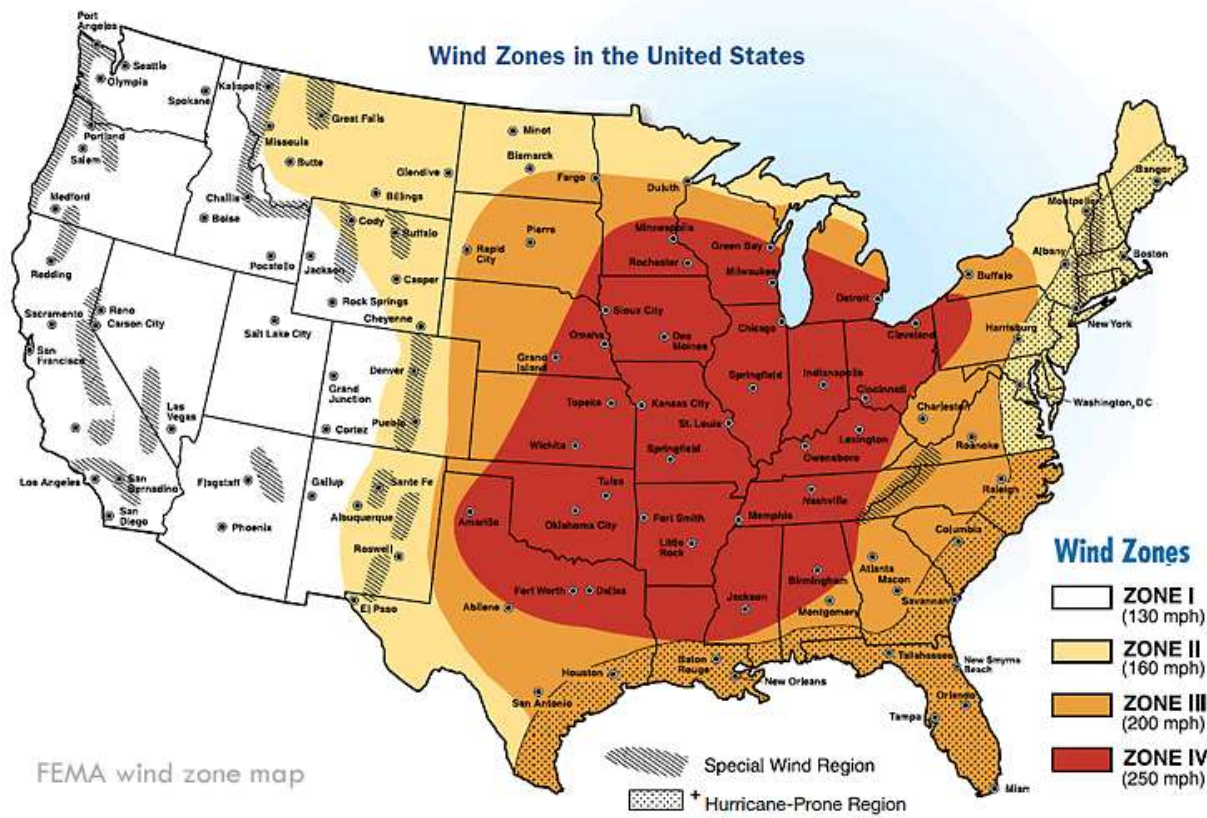 Wind Zones in the United States
Port
Angeles
Seattle
Olympia
Spokane
Kalispell
Great Falls
Minot
Portland
Salem
Missoula
Butte
Glendive
Bismarck
Fargo
Duluth
Bangor
Medford
Challis
Boise
Billings
Cody
Buffalo
Pierre
Rapid
City
Minneapolis
Green Bay
Montpelier
Redding
Pocatello
Jackson
Casper
Rochester
Milwaukee
Buffalo
Albany
Boston
Sacramento
Reno
Carson City
Rock Springs
Cheyenne
Salt Lake City
Sioux City
Detroit
San
Francisco
Omaha
Des
Moines
Chicago
Cleveland
Harrisburg
New York
Grand
Island
Denver
Grand
Junction
Springfield
Indianapolis
Cincinnati
Washington, DC
Las
Vegas
Cortez
Pueblo
Topeka
Kansas City
St. Louis
Charleston
Wichita
Springfield
Lexington
Owensboro
Roanoke
Los Angeles
San
Bernadino
Flagstaff
Gallup
Sante Fe
Tulsa
Nashville
Raleigh
San
Diego
Phoenix
Albuquerque
Amarillo
Oklahoma City
Fort Smith
Memphis
Columbia
Roswell
Little
Rock
Atlanta
Macon
Birmingham
El Paso
Abilene
Fort Worth
Dallas
Jackson
Montgomery
Savannah
Houston
Baton
Rouge
Tallahassee
New Smyrna
Beach
San Antonio
New Orleans
Orlando
Tampa
Miam
Wind Zones
ZONE I
(130 mph)
ZONE II
(160 mph)
ZONE III
(200 mph)
ZONE IV
(250 mph)
FEMA wind zone map
Special Wind Region
+ Hurricane-Prone Region